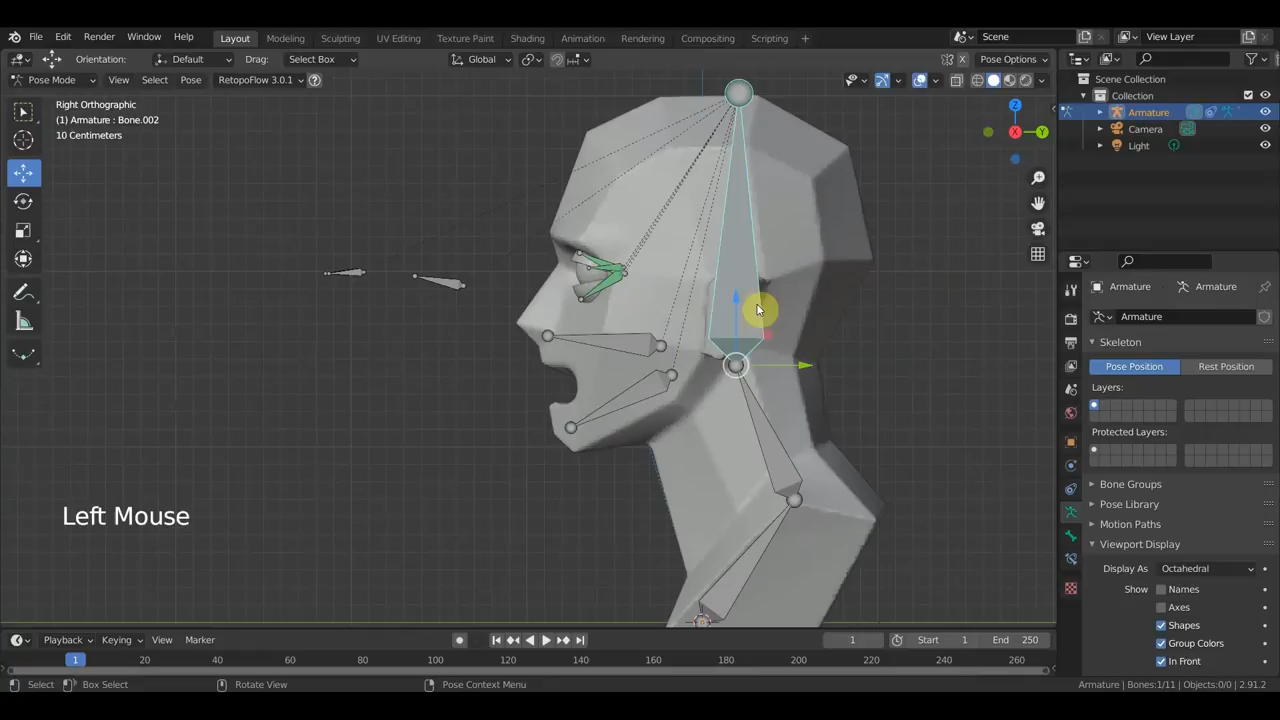 File Edit Render Window Help
Layout Modeling Sculpting UV Editing Texture Paint Shading Animation Rendering Compositing Scripting +
Scene
View Layer
Orientation: Default Drag: Select Box Global Pose Options
Pose Mode View Select Pose RetopoFlow 3.0.1
X
Right Orthographic
(1) Armature : Bone.002
10 Centimeters
Z
X
Y
Left Mouse
Scene Collection
Collection
Armature
Camera
Light
Armature Armature
Armature
Skeleton
Pose Position Rest Position
Layers:
Protected Layers:
Bone Groups
Pose Library
Motion Paths
Viewport Display
Display As Octahedral
Show Names
Axes
Shapes
Group Colors
In Front
Playback Keying View Marker
1 Start 1 End 250
1 20 40 60 80 100 120 140 160 180 200 220 240 260
Select Box Select Rotate View Pose Context Menu
Armature | Bones:1/11 | Objects:0/0 | 2.91.2